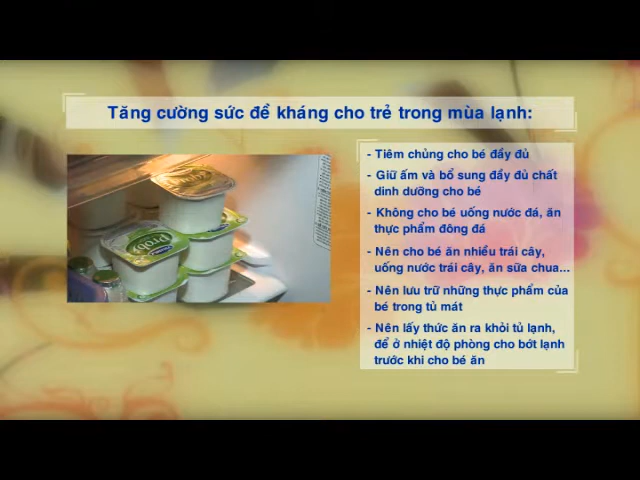 Tăng cường sức đề kháng cho trẻ trong mùa lạnh:
- Tiêm chủng cho bé đầy đủ
- Giữ ấm và bổ sung đầy đủ chất
dinh dưỡng cho bé
- Không cho bé uống nước đá, ăn
thực phẩm đông đá
- Nên cho bé ăn nhiều trái cây,
uống nước trái cây, ăn sữa chua...
- Nên lưu trữ những thực phẩm của
bé trong tủ mát
- Nên lấy thức ăn ra khỏi tủ lạnh,
để ở nhiệt độ phòng cho bớt lạnh
trước khi cho bé ăn
Proby